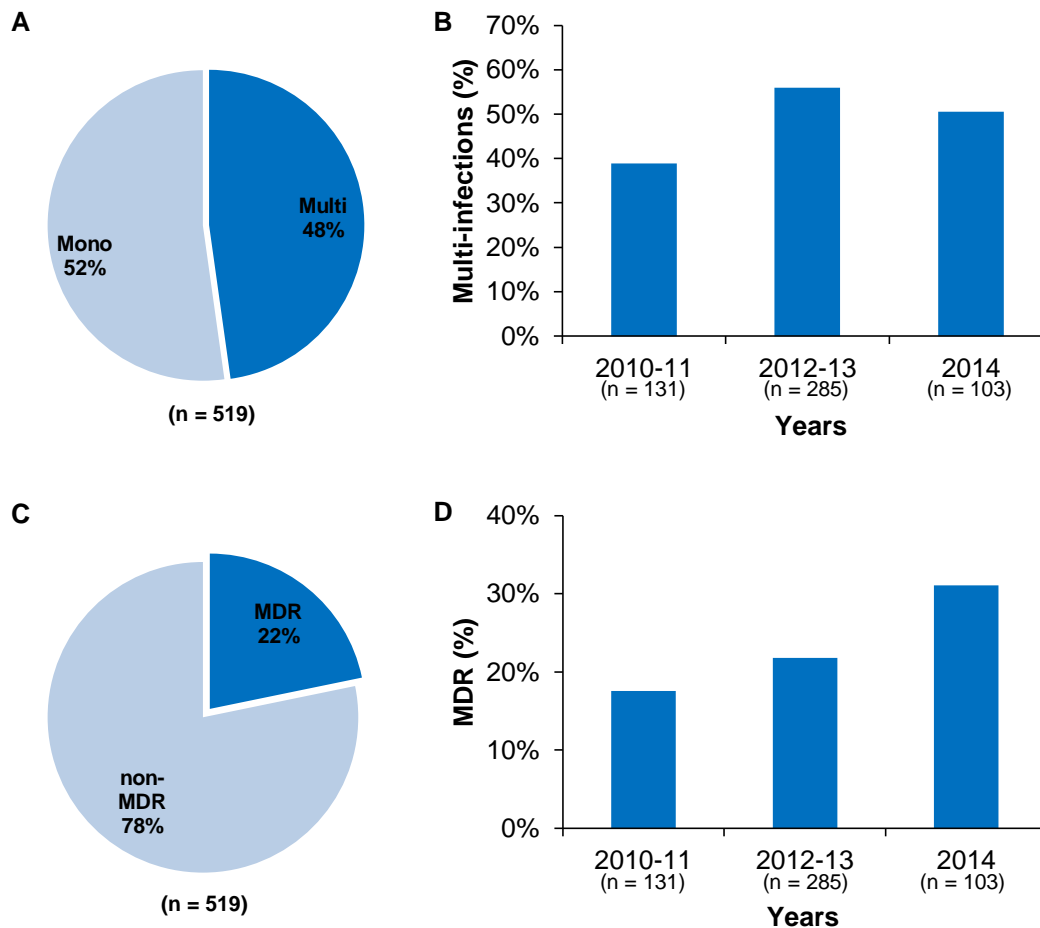 A
Multi
48%
Mono
52%
(n = 519)
B
70%
60%
50%
40%
30%
20%
10%
0%
Multi-infections (%)
2010-11
(n = 131)
2012-13
(n = 285)
2014
(n = 103)
Years
C
MDR
22%
non-
MDR
78%
(n = 519)
D
40%
30%
20%
10%
0%
MDR (%)
2010-11
(n = 131)
2012-13
(n = 285)
2014
(n = 103)
Years